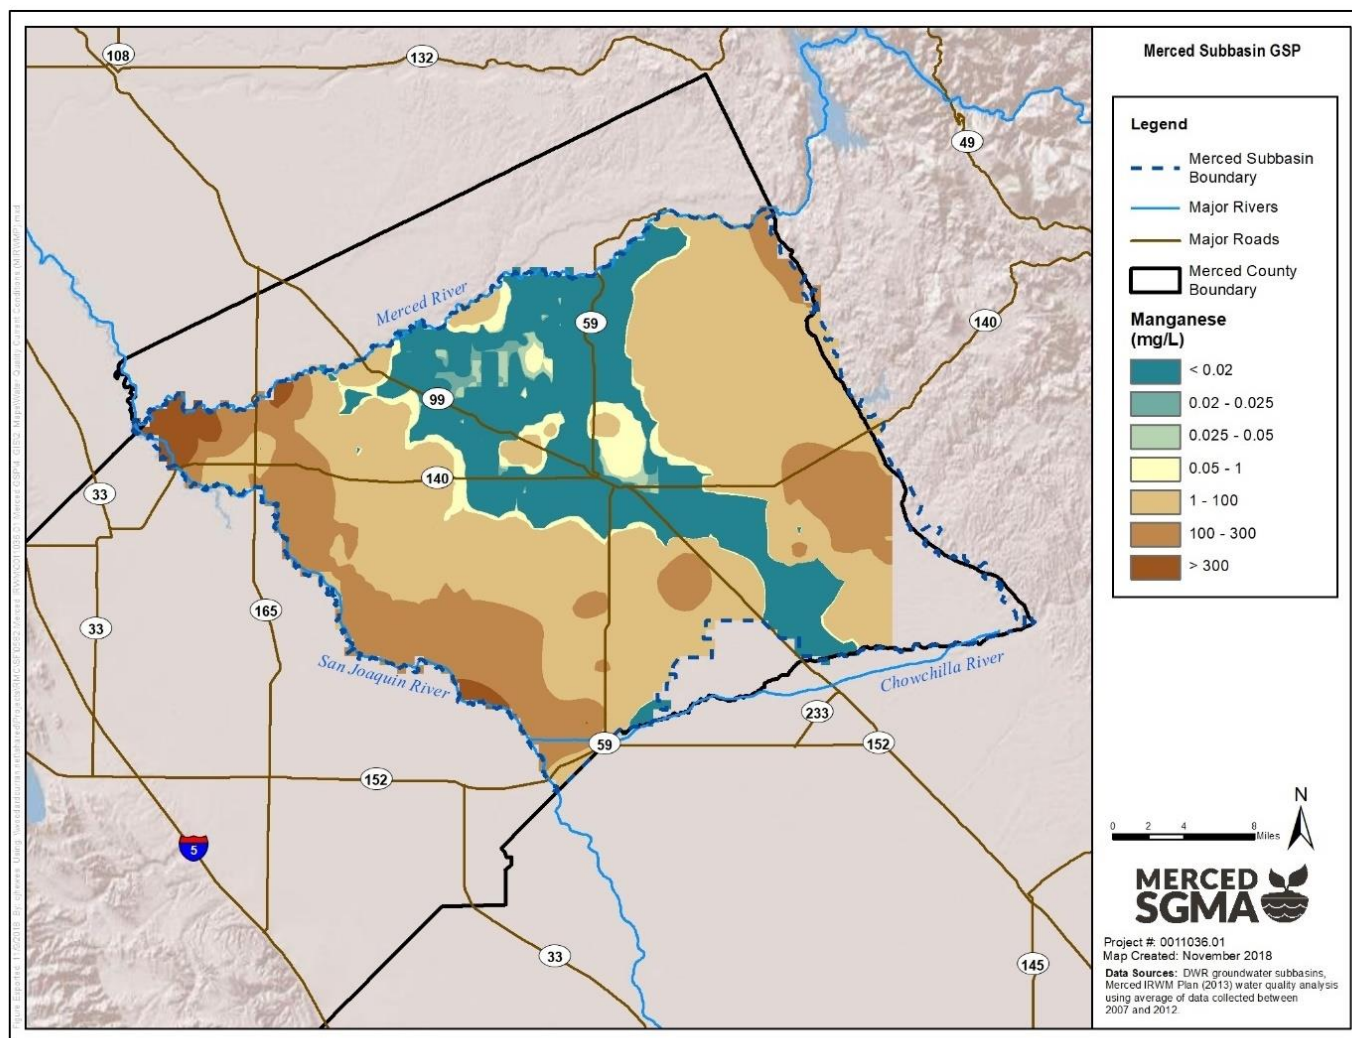 Merced Subbasin GSP
Legend
Merced Subbasin
Boundary
Major Rivers
Major Roads
Merced County
Boundary
Manganese
(mg/L)
< 0.02
0.02 - 0.025
0.025 - 0.05
0.05 - 1
1 - 100
100 - 300
> 300
108
132
49
Merced River
59
140
99
140
33
165
33
San Joaquin River
Chowchilla River
233
59
152
152
5
33
145
N
0 2 4 8
Miles
MERCED
SGMA
Project #: 0011036.01
Map Created: November 2018
Data Sources: DWR groundwater subbasins,
Merced IRWM Plan (2013) water quality analysis
using average of data collected between
2007 and 2012.